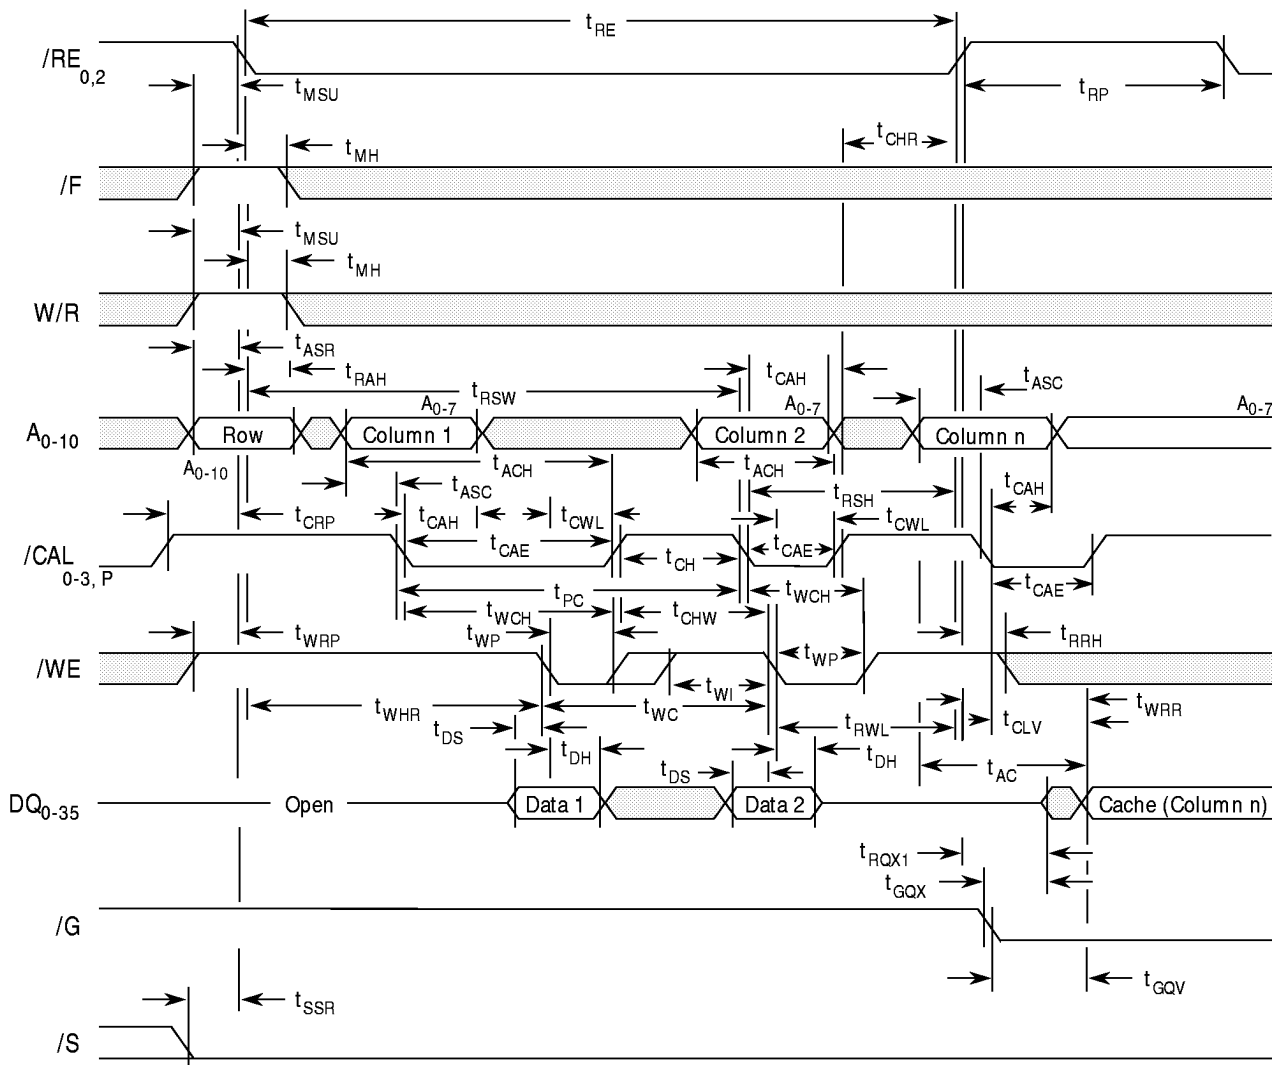 tRE
/RE0,2
tMSU
tRP
tCHR
tMH
/F
tMSU
tMH
W/R
tASR
tRAH
tRSW
tCAH
tASC
A0-7
A0-7
A0-7
A0-10
Row
Column 1
Column 2
Column n
A0-10
tACH
tACH
tASC
tRSH
tCAH
tCRP
tCAH
tCWL
tCWL
/CAL0-3, P
tCAE
tCH
tCAE
tCAE
tPC
tWCH
tWCH
tCHW
tWRP
tWP
tRRH
/WE
tWP
tWI
tWHR
tWC
tWRR
tDS
tRWL
tCLV
tDH
tDH
tDS
tAC
DQ0-35
Open
Data 1
Data 2
Cache (Column n)
tRQX1
tGQX
/G
tGQV
tSSR
/S